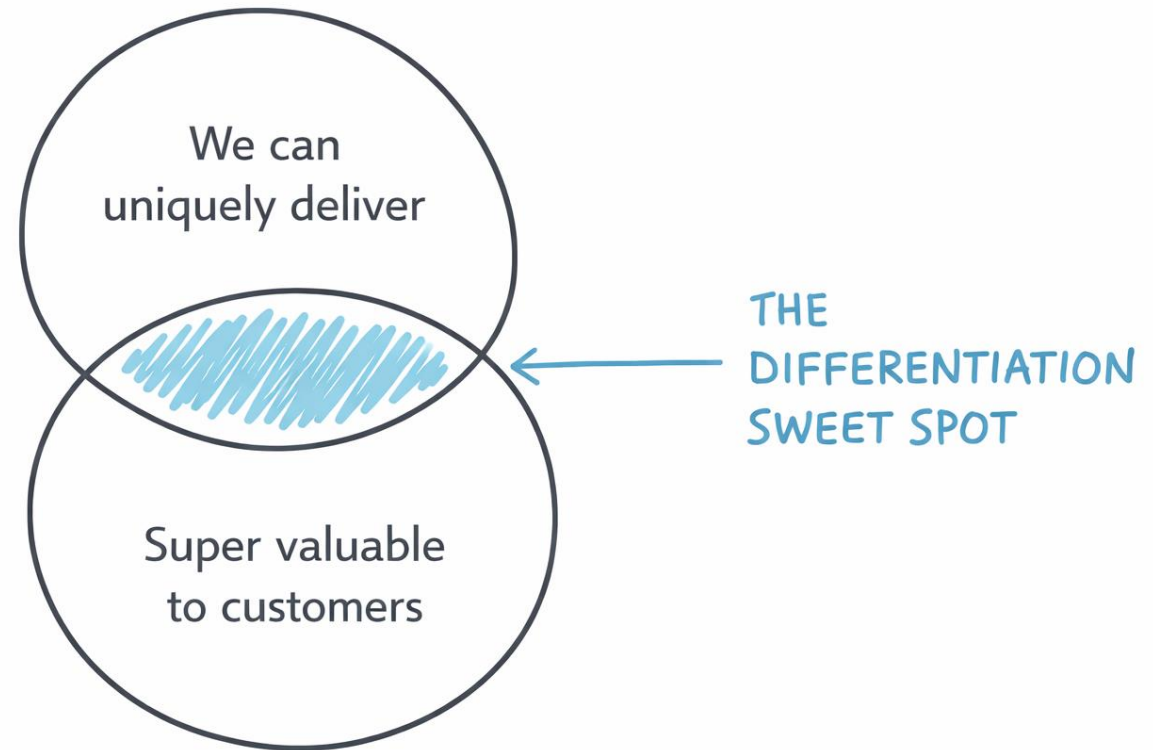 We can
uniquely deliver
THE
DIFFERENTIATION
SWEET SPOT
Super valuable
to customers